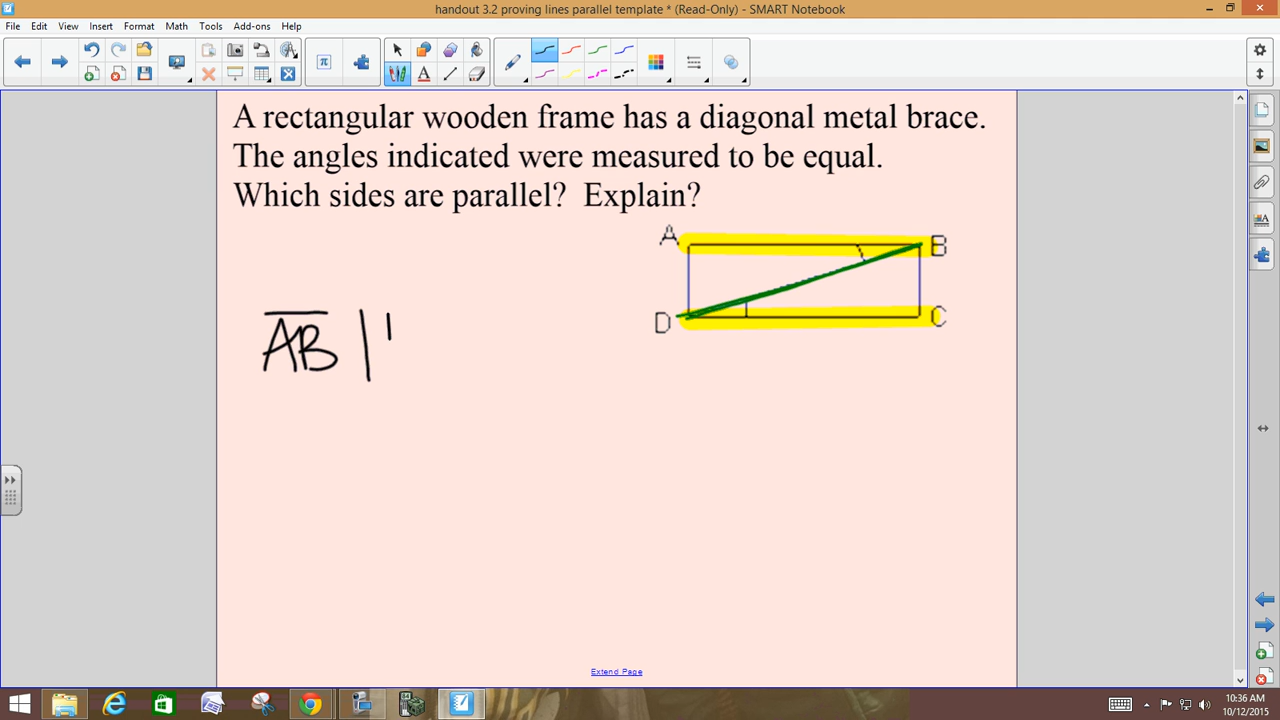 handout 3.2 proving lines parallel template * (Read-Only) - SMART Notebook
File Edit View Insert Format Math Tools Add-ons Help
A rectangular wooden frame has a diagonal metal brace.
The angles indicated were measured to be equal.
Which sides are parallel? Explain?
A B
D C
AB |'
Extend Page
10:36 AM
10/12/2015